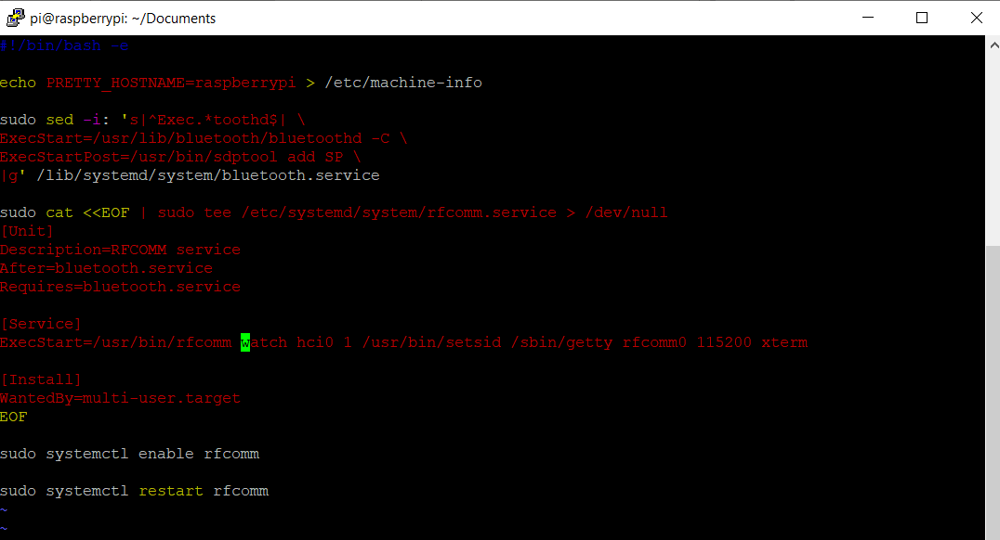 pi@raspberrypi: ~/Documents
#!/bin/bash -e
echo PRETTY_HOSTNAME=raspberrypi > /etc/machine-info
sudo sed -i: 's|^Exec.*toothd$| \
ExecStart=/usr/lib/bluetooth/bluetoothd -C \
ExecStartPost=/usr/bin/sdptool add SP \
|g' /lib/systemd/system/bluetooth.service
sudo cat <<EOF | sudo tee /etc/systemd/system/rfcomm.service > /dev/null
[Unit]
Description=RFCOMM service
After=bluetooth.service
Requires=bluetooth.service
[Service]
ExecStart=/usr/bin/rfcomm watch hci0 1 /usr/bin/setsid /sbin/getty rfcomm0 115200 xterm
[Install]
WantedBy=multi-user.target
EOF
sudo systemctl enable rfcomm
sudo systemctl restart rfcomm
~
~